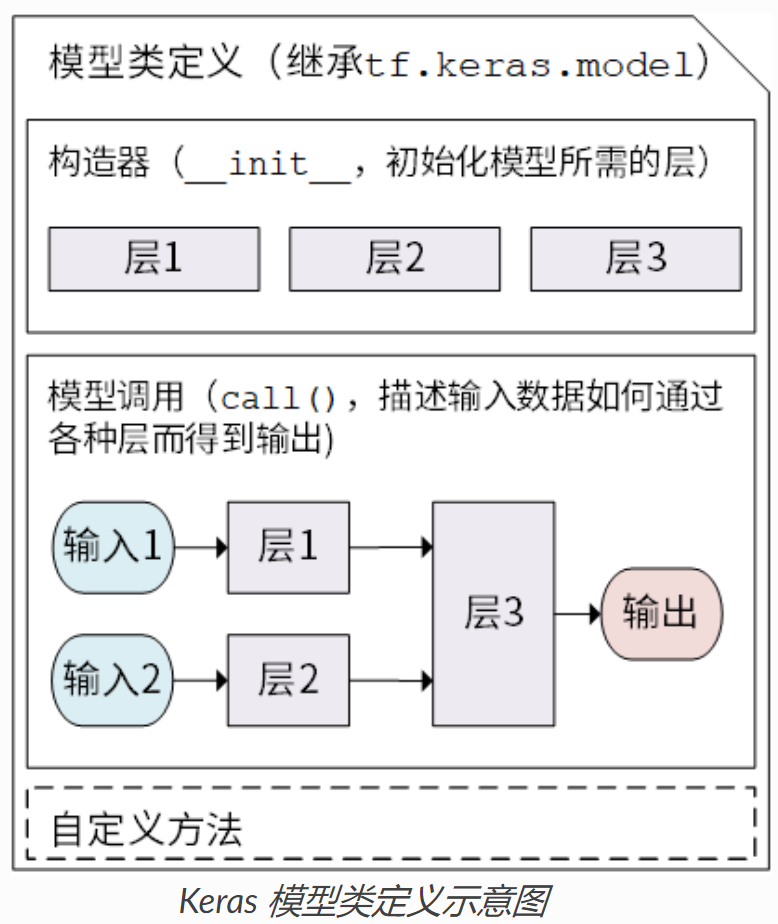 模型类定义（继承tf.keras.model）
构造器（__init__，初始化模型所需的层）
层1
层2
层3
模型调用（call()，描述输入数据如何通过
各种层而得到输出)
输入1
层1
层3
输出
输入2
层2
自定义方法
Keras 模型类定义示意图